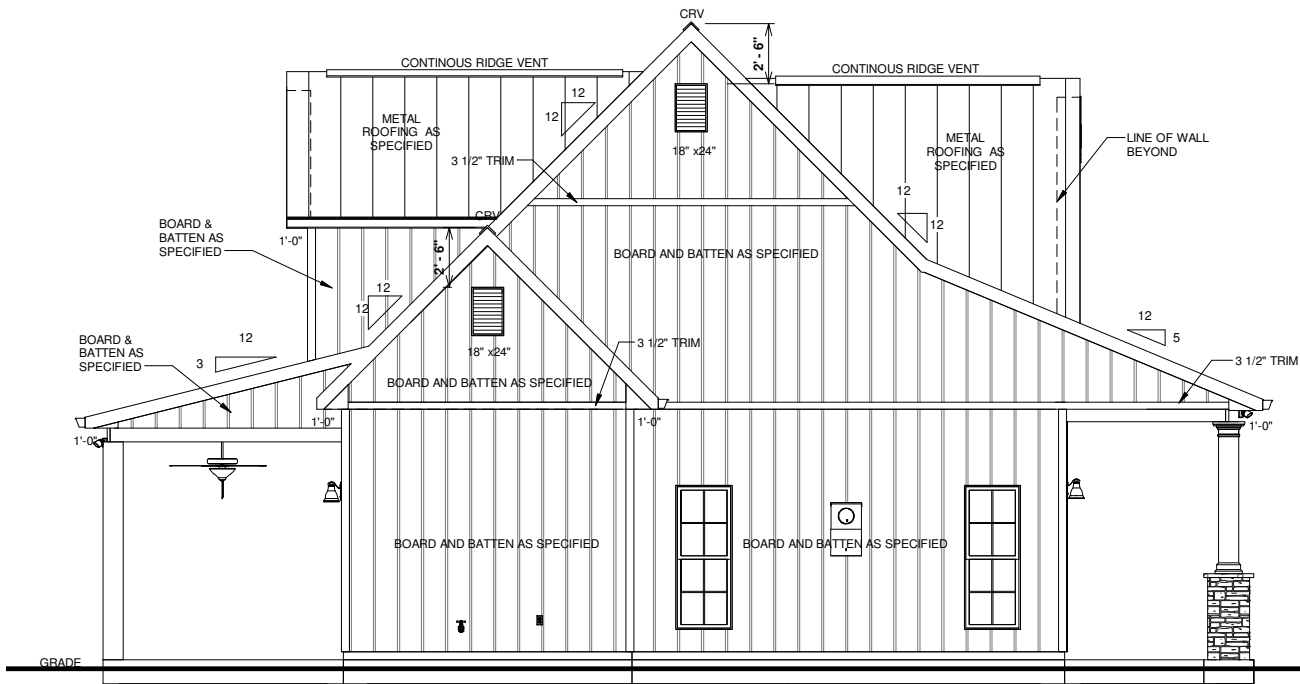 CRV
2' - 6"
CONTINOUS RIDGE VENT
CONTINOUS RIDGE VENT
12
12
METAL
ROOFING AS
SPECIFIED
METAL
ROOFING AS
SPECIFIED
LINE OF WALL
BEYOND
18" x24"
3 1/2" TRIM
12
12
CRV
BOARD &
BATTEN AS
SPECIFIED
1'-0"
2' - 6"
BOARD AND BATTEN AS SPECIFIED
12
12
12
3
12
5
BOARD &
BATTEN AS
SPECIFIED
18" x24"
3 1/2" TRIM
3 1/2" TRIM
BOARD AND BATTEN AS SPECIFIED
1'-0"
1'-0"
1'-0"
1'-0"
BOARD AND BATTEN AS SPECIFIED
BOARD AND BATTEN AS SPECIFIED
GRADE